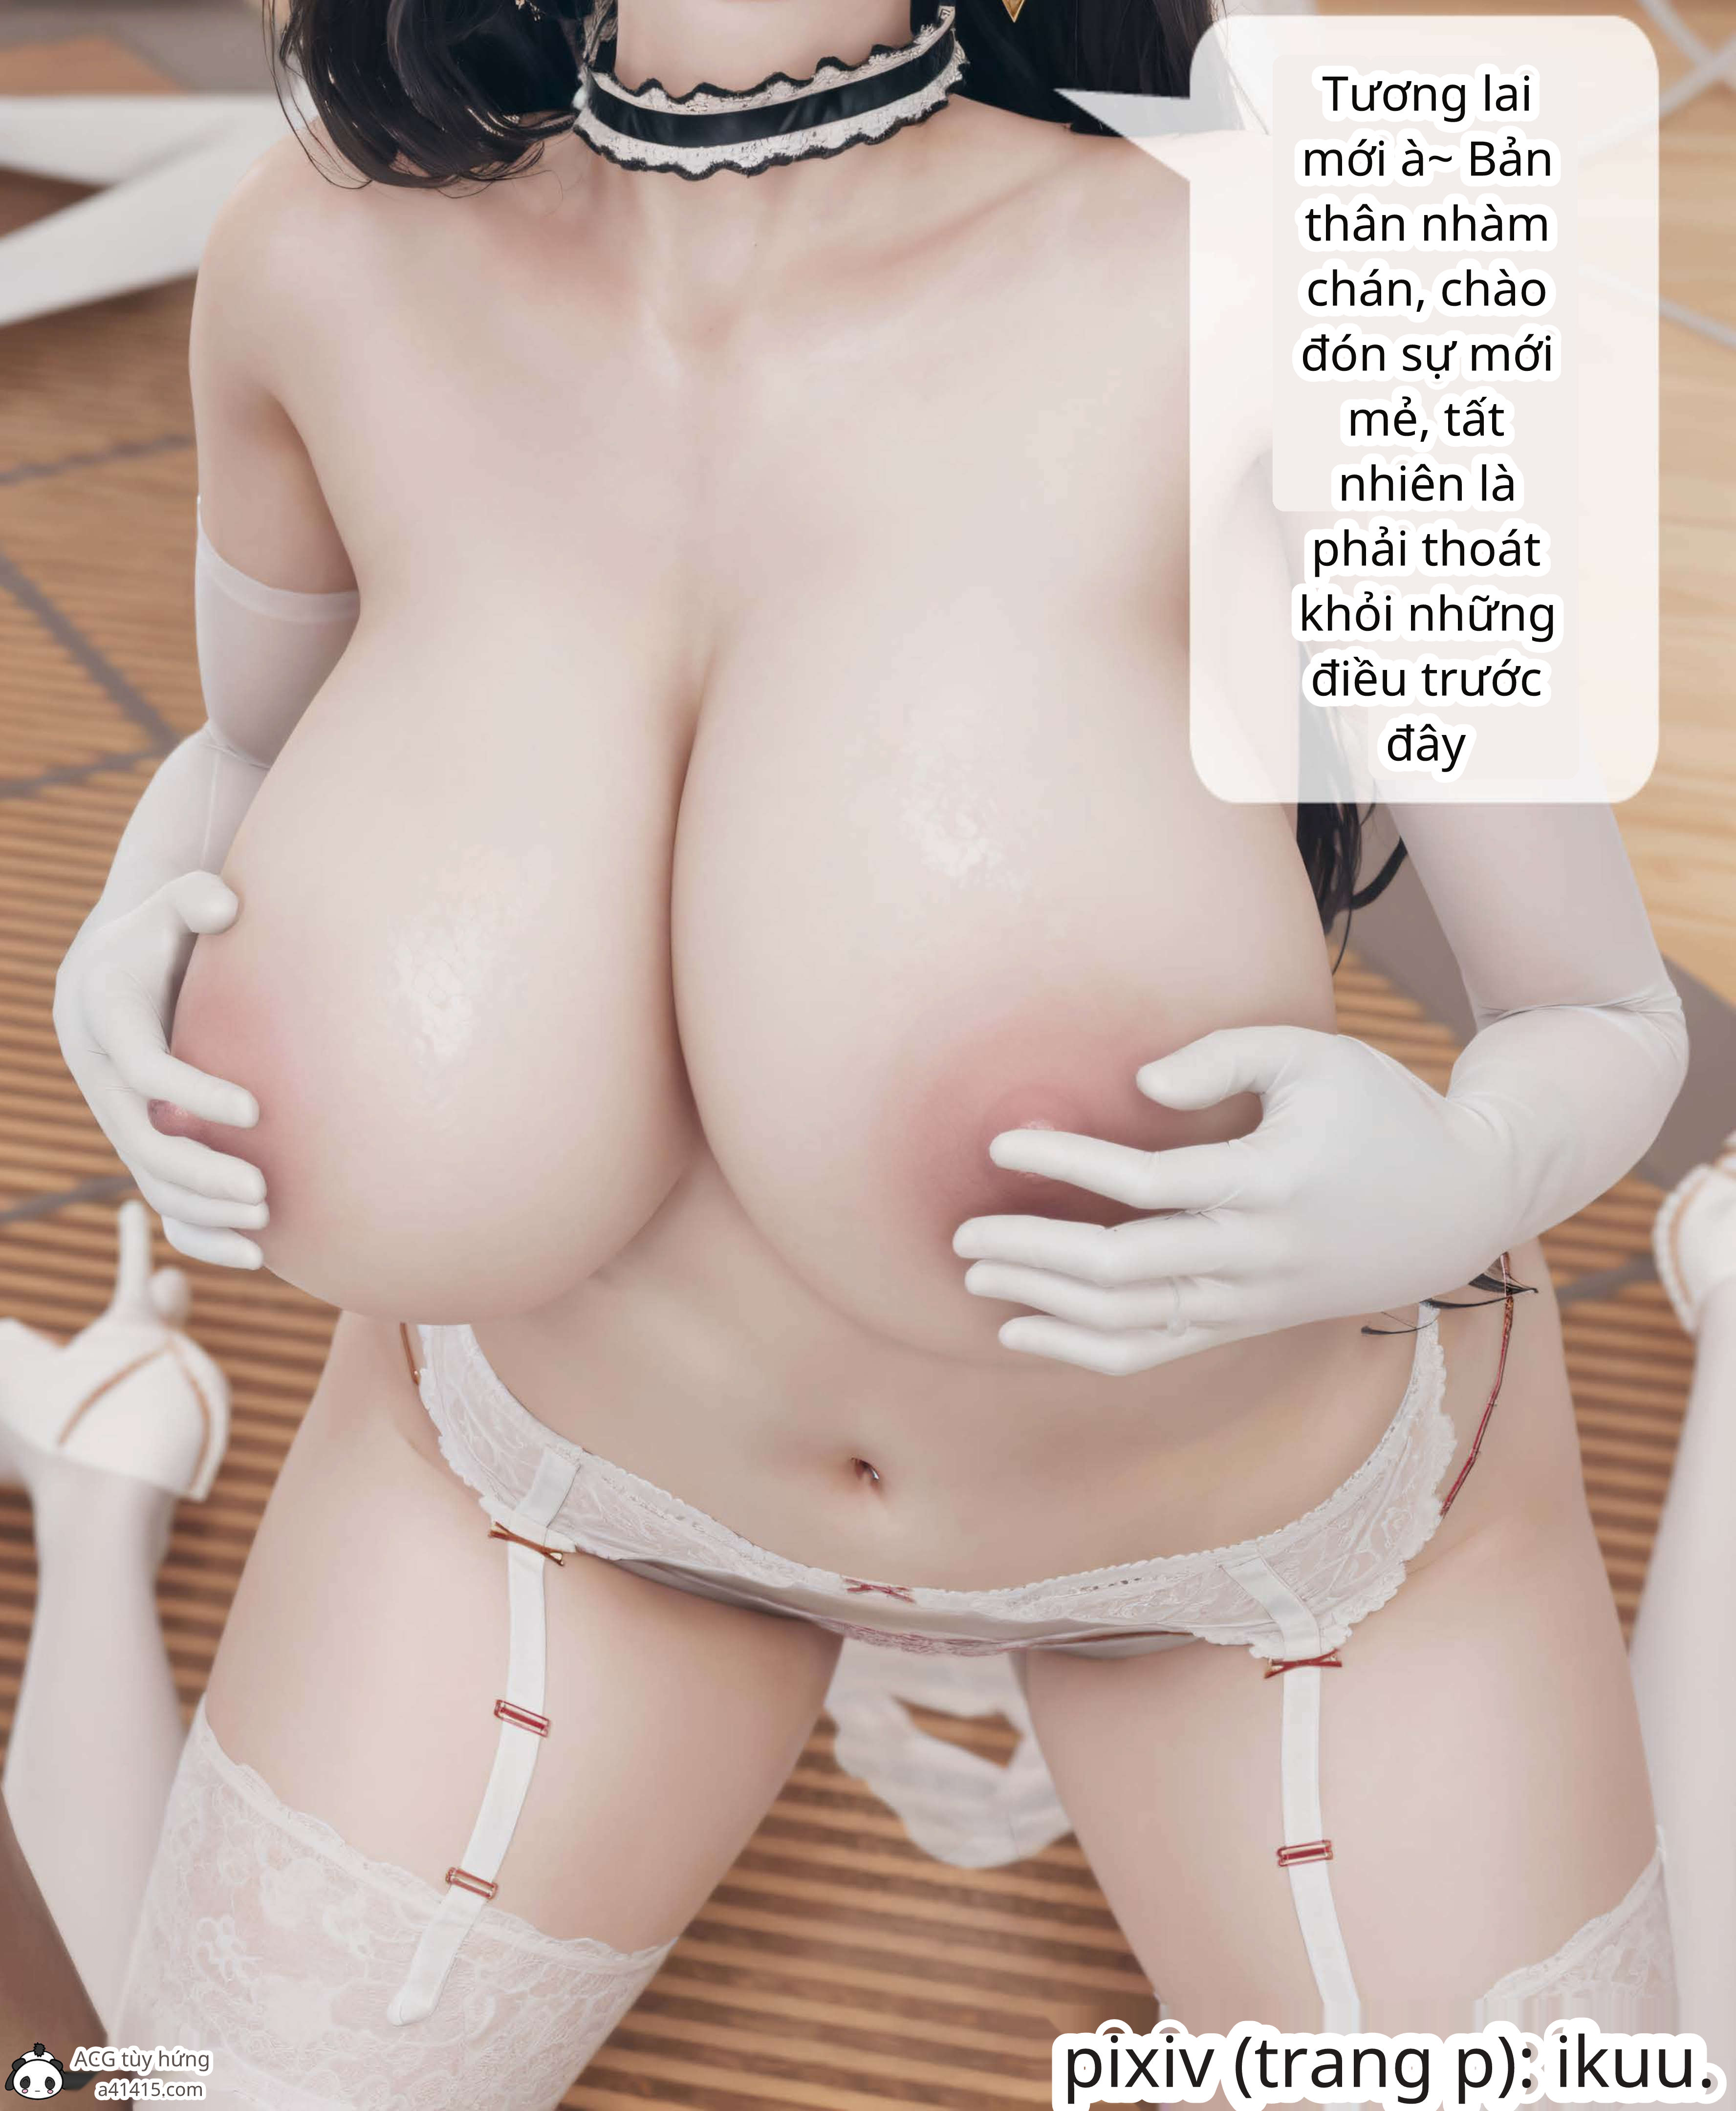 Tương lai
mới à~ Bản
thân nhàm
chán, chào
đón sự mới
mẻ, tất
nhiên là
phải thoát
khỏi những
điều trước
đây
ACG tùy hứng
a41415.com
pixiv (trang p): ikuu.